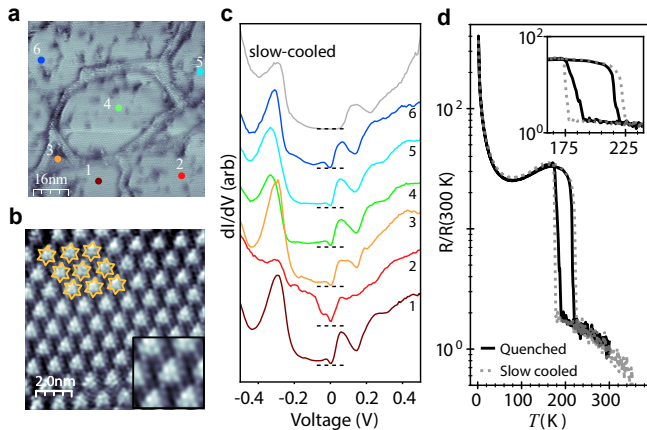 a
6
5
4
3
1
2
16nm
b
2.0nm
c
slow-cooled
6
5
4
3
2
1
dI/dV (arb)
-0.4 -0.2 0 0.2 0.4
Voltage (V)
d
10²
10⁰
175 225
10²
10⁰
R/R(300 K)
Quenched
Slow cooled
0 100 200 300
T(K)